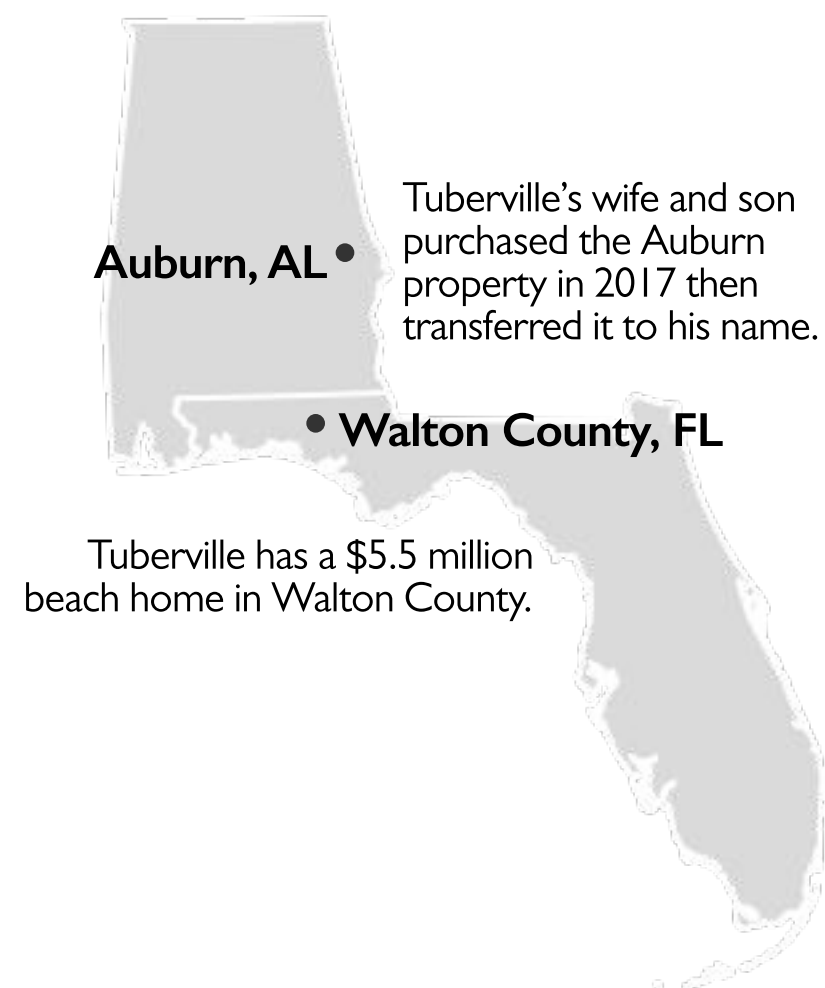 Tuberville’s wife and son
purchased the Auburn
property in 2017 then
transferred it to his name.
Auburn, AL
Walton County, FL
Tuberville has a $5.5 million
beach home in Walton County.